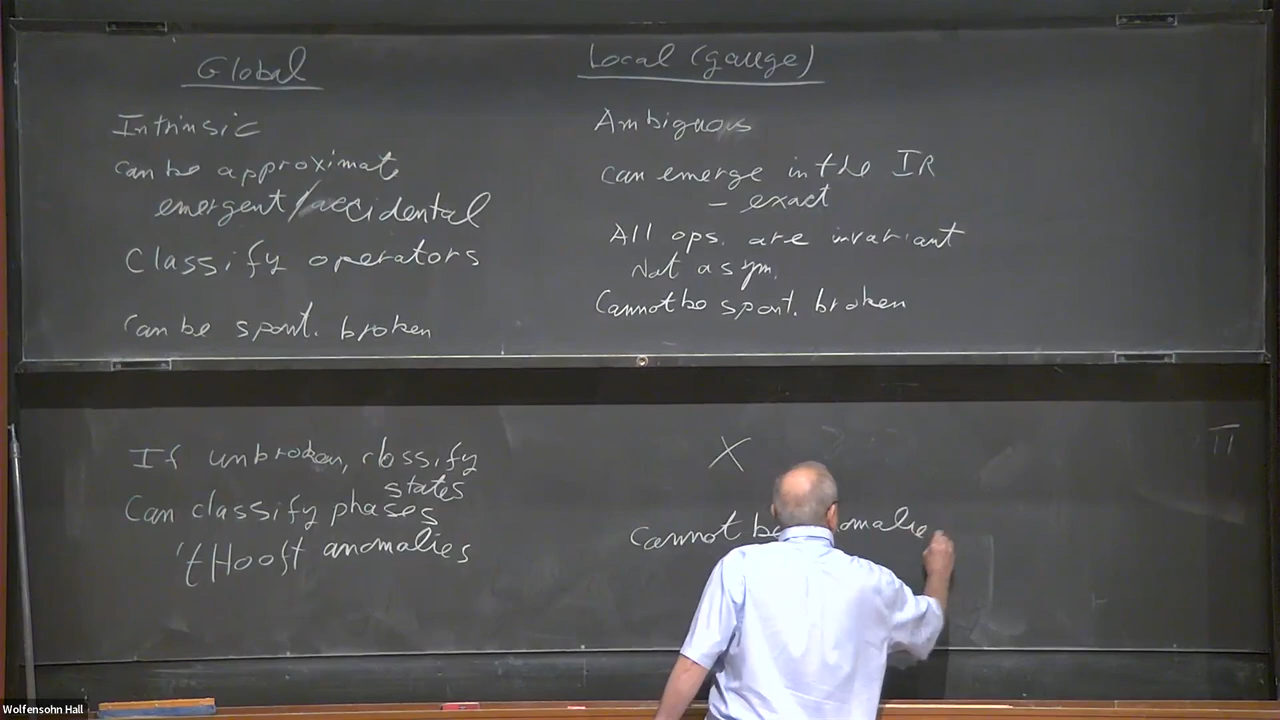 Global
Intrinsic
can be approximate
emergent/accidental
Classify operators
can be spont. broken
Local (gauge)
Ambiguous
can emerge in the IR
- exact
All ops. are invariant
Not a sym.
Cannot be spont. broken
If unbroken, classify
states
Can classify phases
't Hooft anomalies
X
Cannot be
Wolfensohn Hall